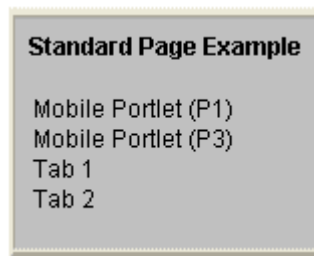 Standard Page Example
Mobile Portlet (P1)
Mobile Portlet (P3)
Tab 1
Tab 2